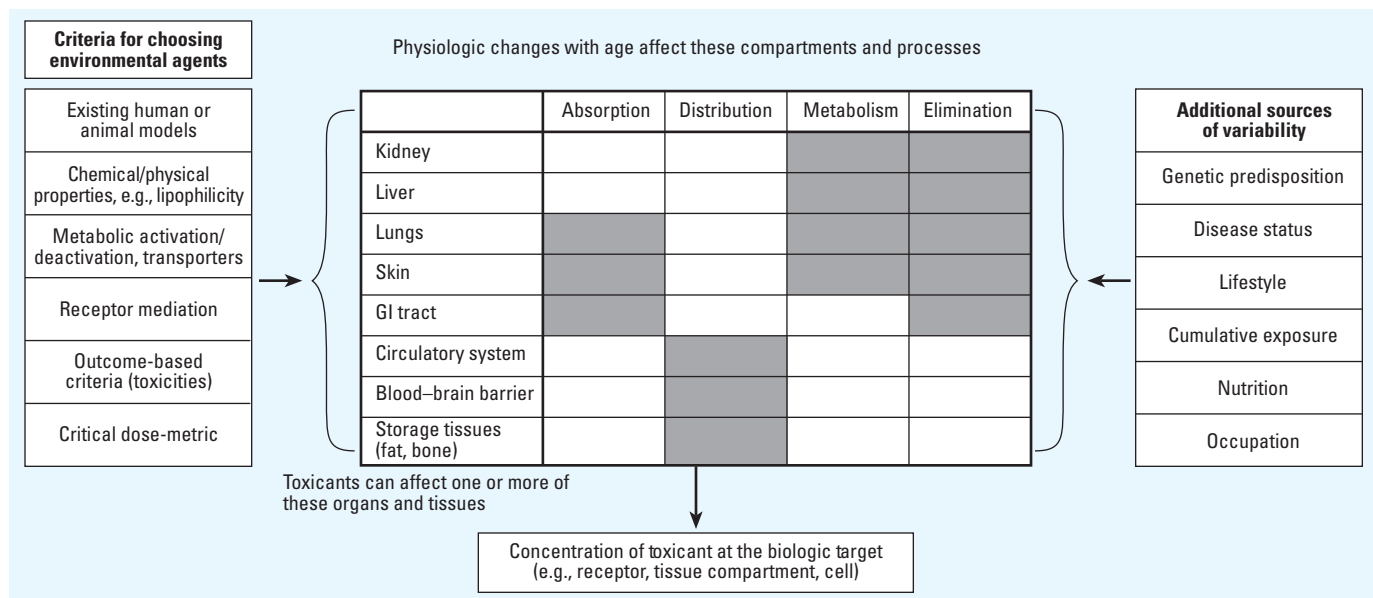 Criteria for choosing
environmental agents
Existing human or
animal models
Chemical/physical
properties, e.g., lipophilicity
Metabolic activation/
deactivation, transporters
Receptor mediation
Outcome-based
criteria (toxicities)
Critical dose-metric
Physiologic changes with age affect these compartments and processes
Absorption Distribution Metabolism Elimination
Kidney
Liver
Lungs
Skin
GI tract
Circulatory system
Blood–brain barrier
Storage tissues
(fat, bone)
Toxicants can affect one or more of
these organs and tissues
Concentration of toxicant at the biologic target
(e.g., receptor, tissue compartment, cell)
Additional sources
of variability
Genetic predisposition
Disease status
Lifestyle
Cumulative exposure
Nutrition
Occupation